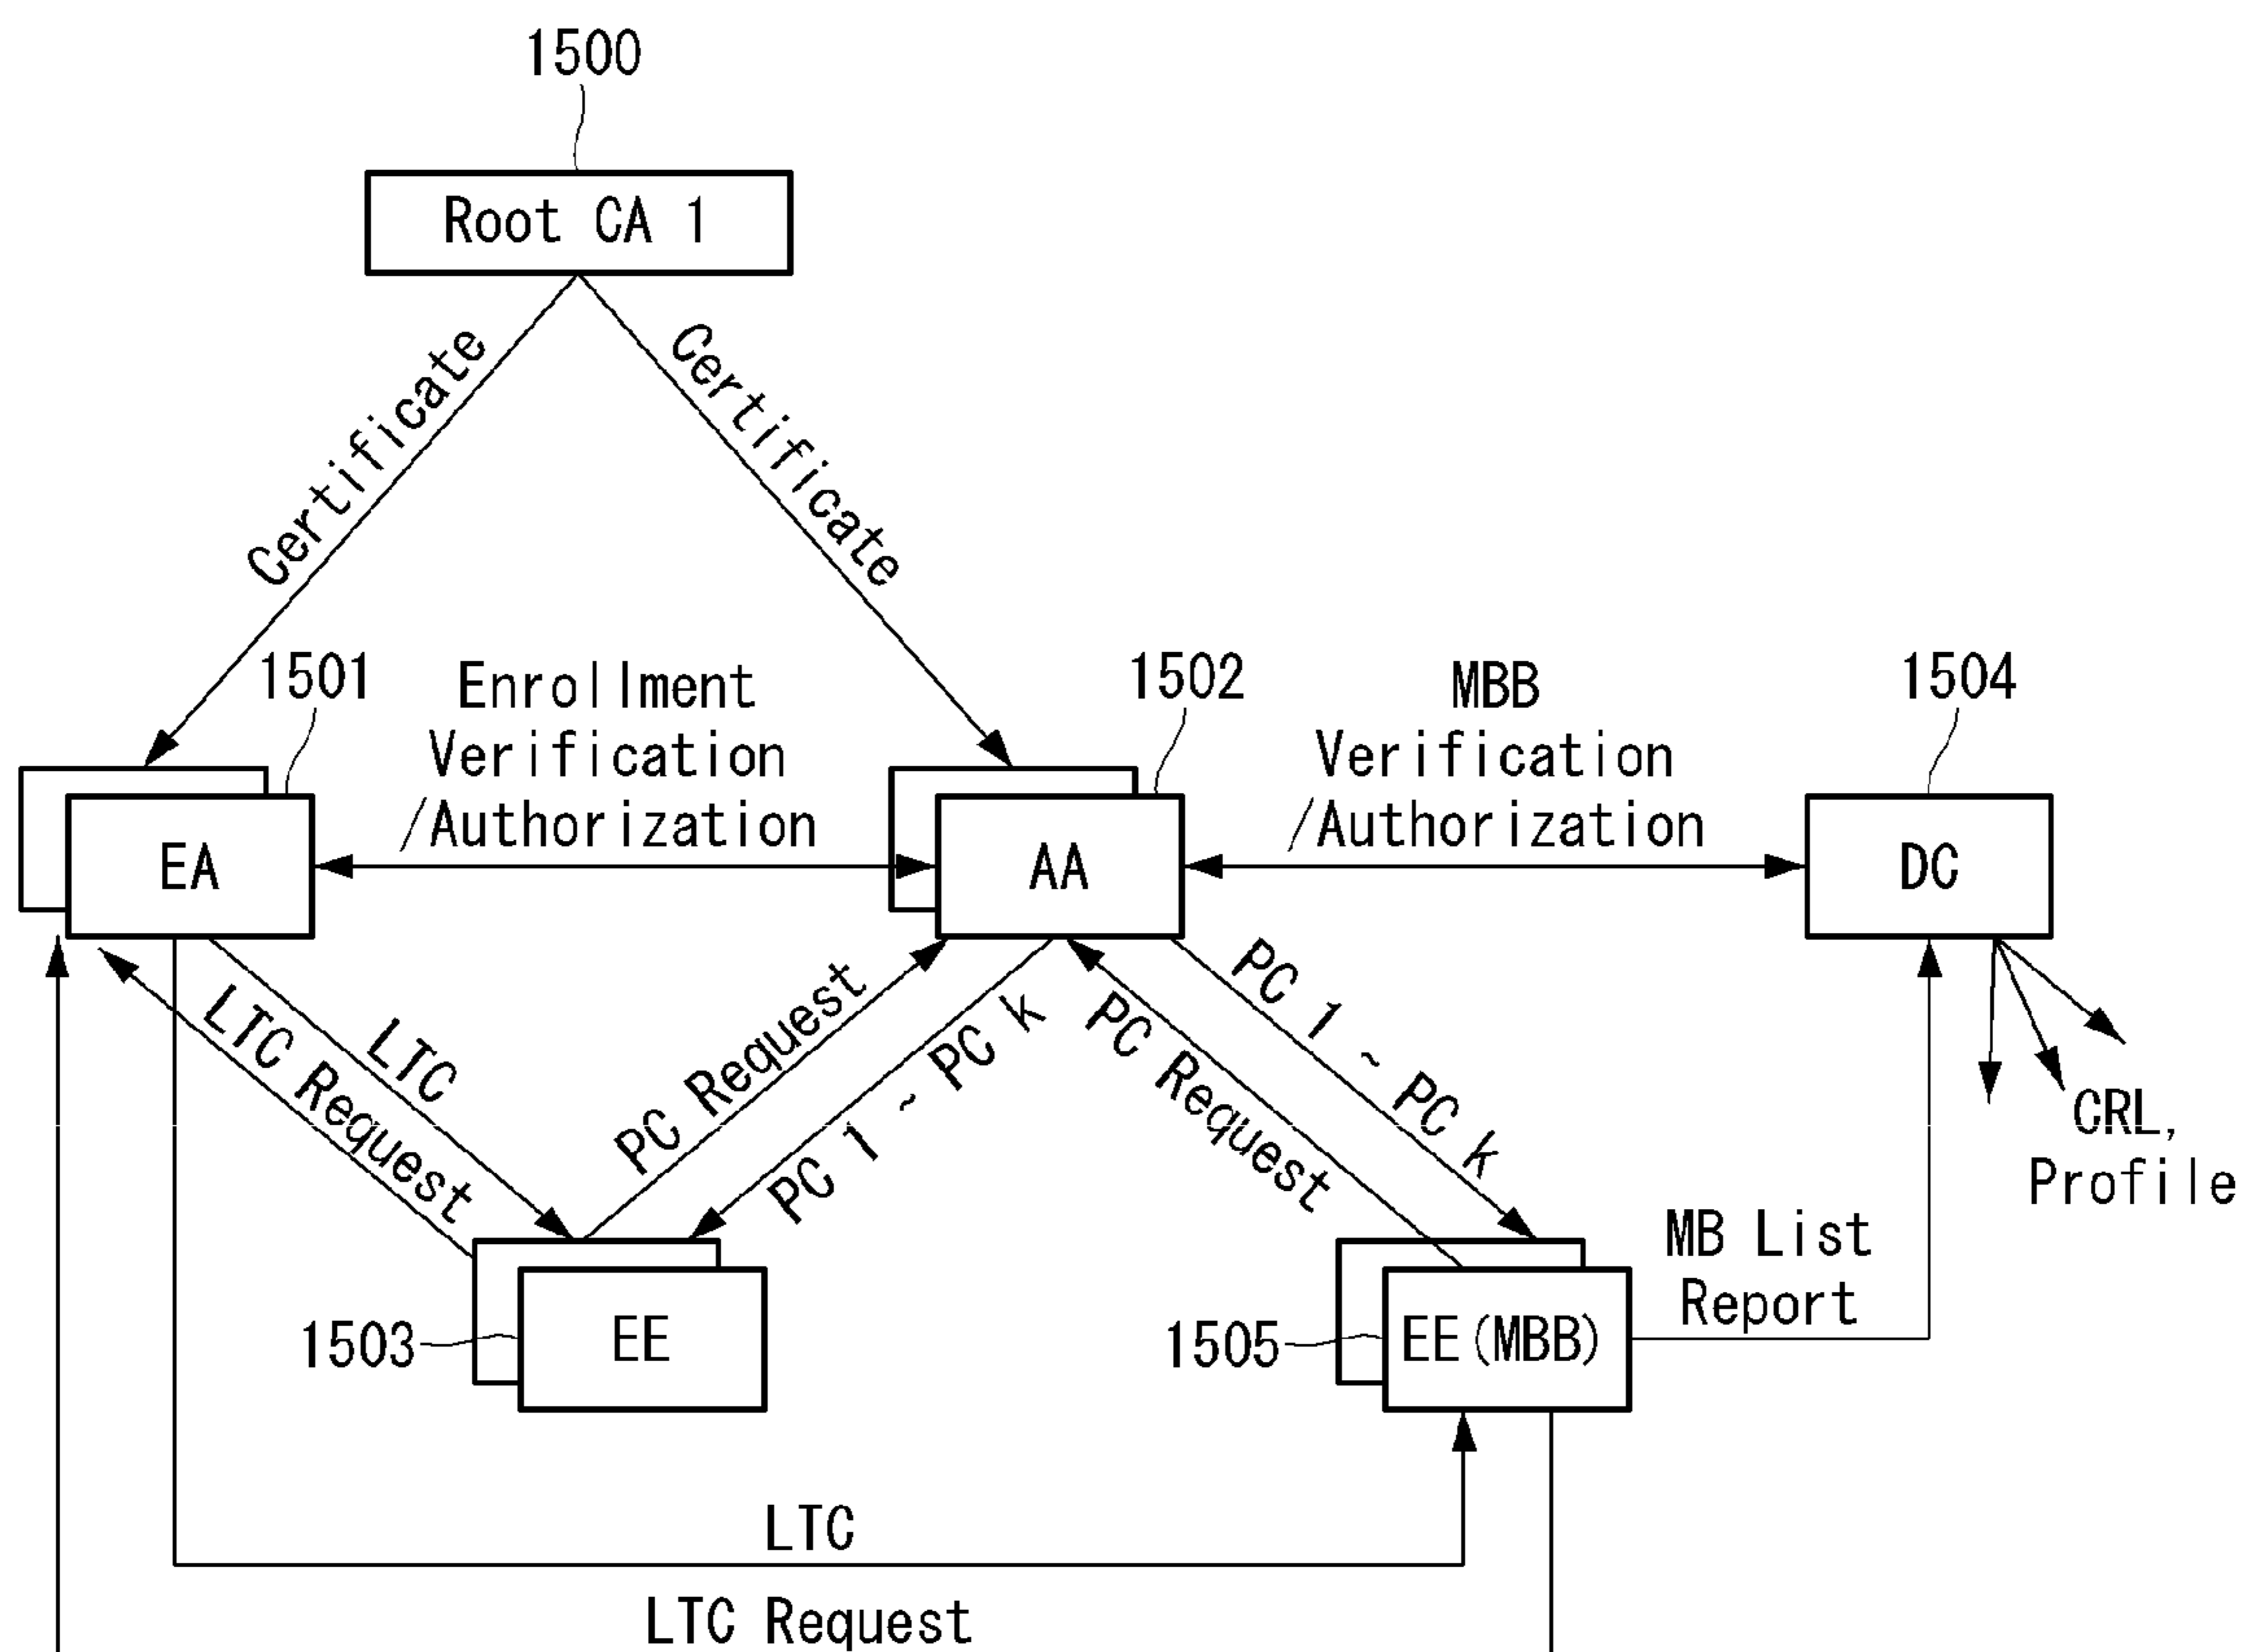 1500
Root CA 1
Certificate
Certificate
1501
Enrollment
Verification
/Authorization
1502
MBB
Verification
/Authorization
1504
EA
AA
DC
LTC Request
LTC
PC Request
PC 1 ~ PC k
PC Request
PC 1 ~ PC k
CRL,
Profile
MB List
Report
1503
EE
1505
EE(MBB)
LTC
LTC Request